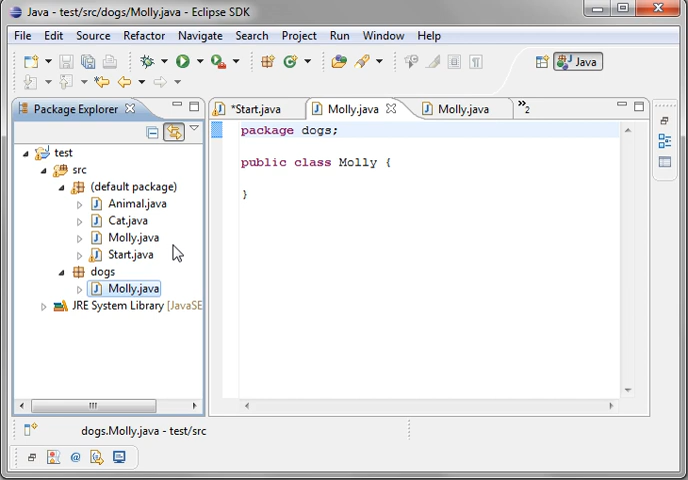 Java - test/src/dogs/Molly.java - Eclipse SDK
File Edit Source Refactor Navigate Search Project Run Window Help
Java
Package Explorer
*Start.java Molly.java Molly.java »2
package dogs;
public class Molly {
}
test
src
(default package)
Animal.java
Cat.java
Molly.java
Start.java
dogs
Molly.java
JRE System Library [JavaSE
dogs.Molly.java - test/src